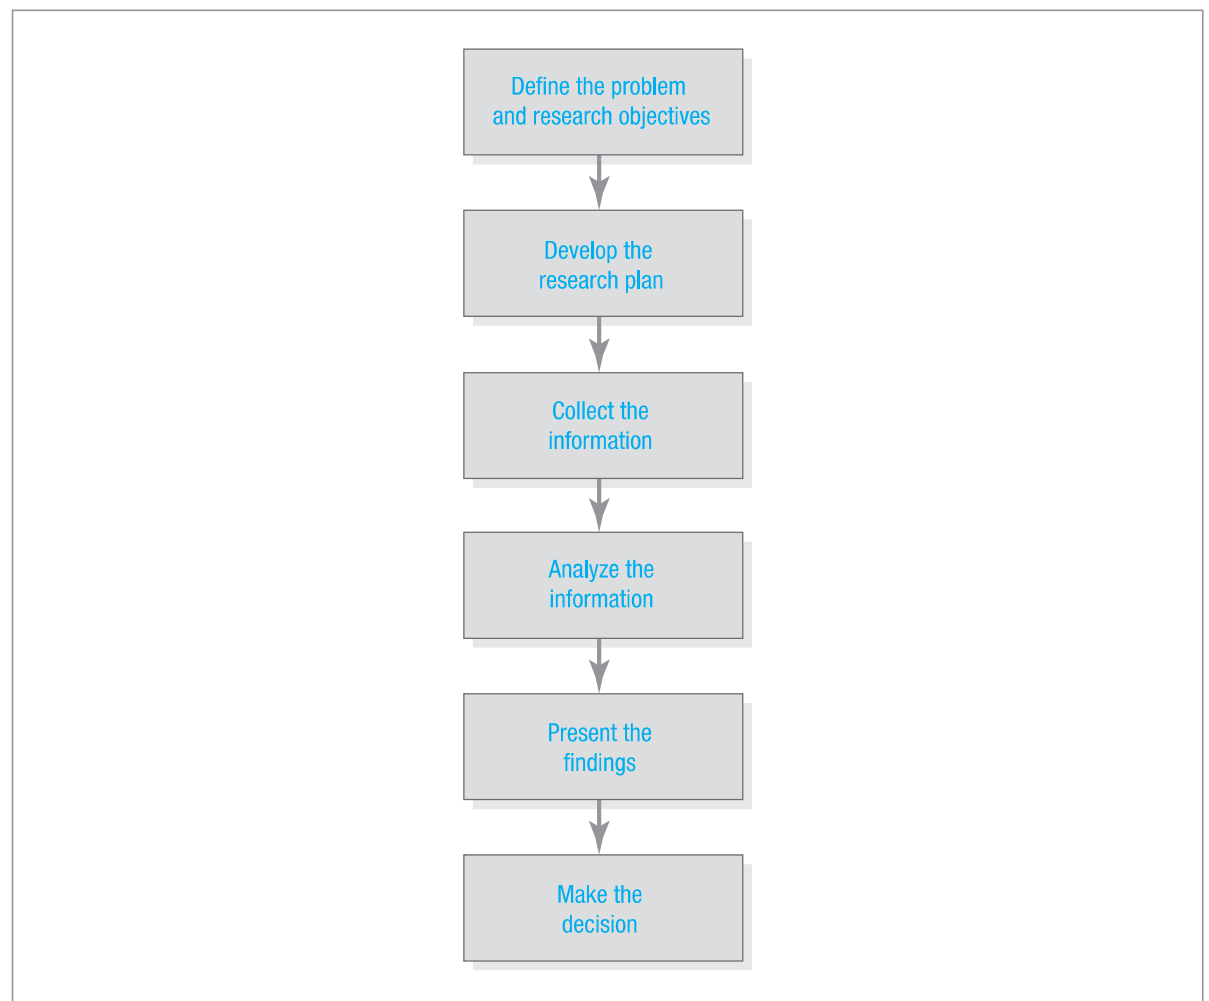 Define the problem
and research objectives
Develop the
research plan
Collect the
information
Analyze the
information
Present the
findings
Make the
decision